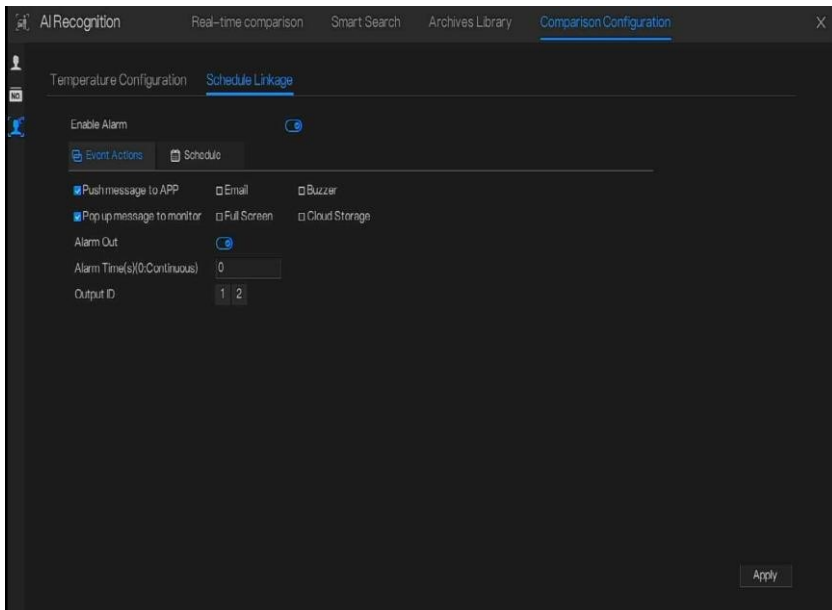 AI Recognition Real-time comparison Smart Search Archives Library Comparison Configuration X
Temperature Configuration Schedule Linkage
NO
Enable Alarm
Event Actions Schedule
Push message to APP Email Buzzer
Pop up message to monitor Full Screen Cloud Storage
Alarm Out
Alarm Time(s)(0:Continuous) 0
Output ID 1 2
Apply